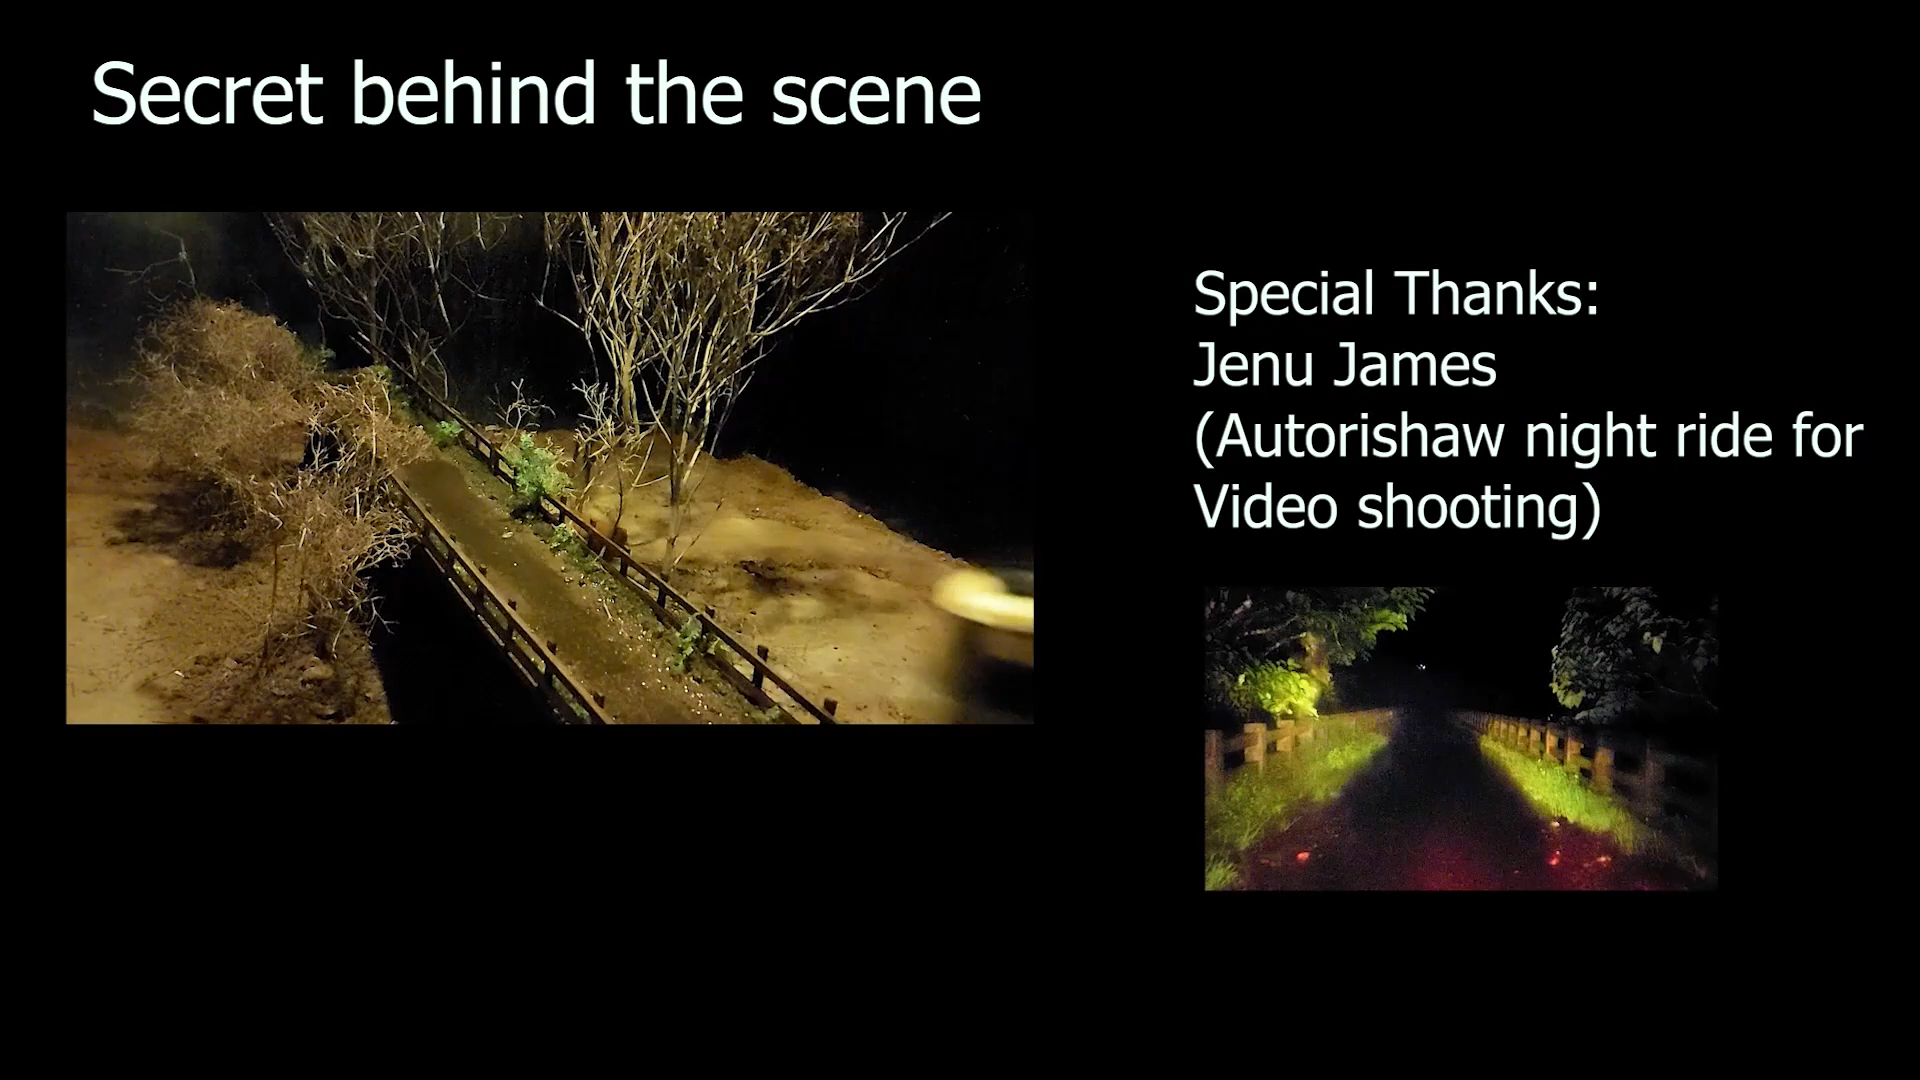 Secret behind the scene
Special Thanks:
Jenu James
(Autorishaw night ride for
Video shooting)